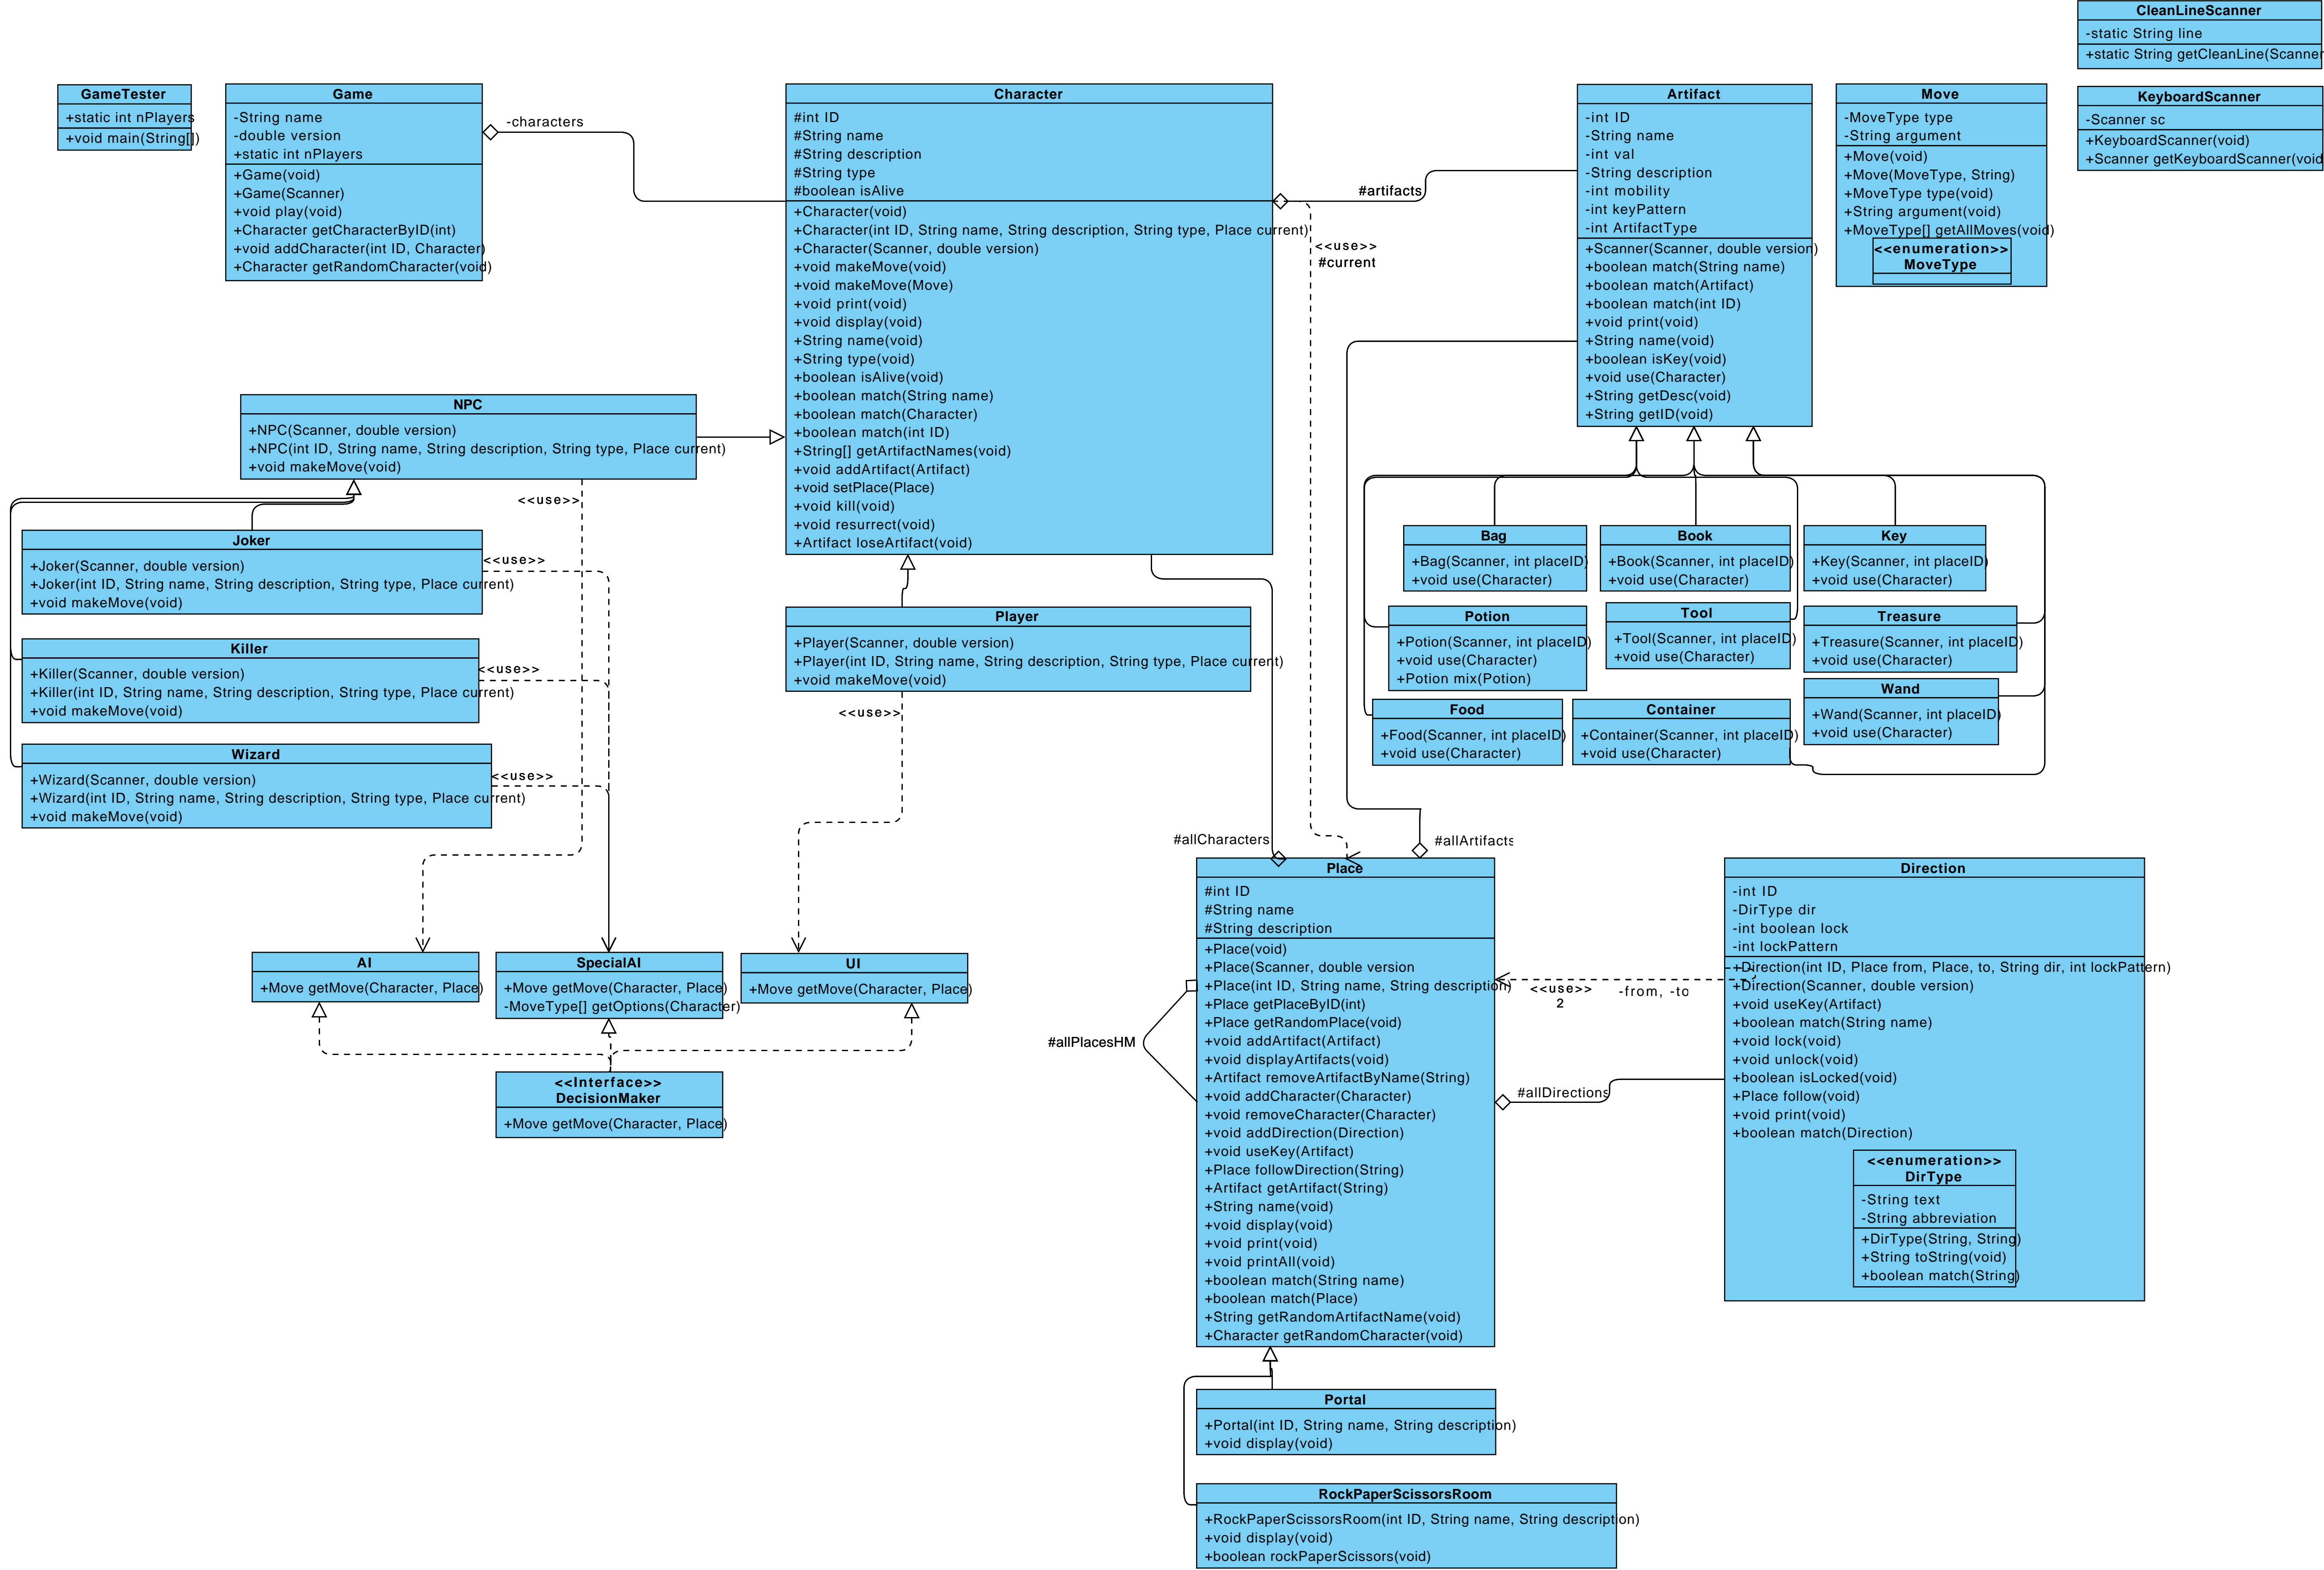 CleanLineScanner
-static String line
+static String getCleanLine(Scanner
GameTester
+static int nPlayers
+void main(String[])
Game
-String name
-double version
+static int nPlayers
+Game(void)
+Game(Scanner)
+void play(void)
+Character getCharacterByID(int)
+void addCharacter(int ID, Character)
+Character getRandomCharacter(void)
-characters
Character
#int ID
#String name
#String description
#String type
#boolean isAlive
+Character(void)
+Character(int ID, String name, String description, String type, Place current)
+Character(Scanner, double version)
+void makeMove(void)
+void makeMove(Move)
+void print(void)
+void display(void)
+String name(void)
+String type(void)
+boolean isAlive(void)
+boolean match(String name)
+boolean match(Character)
+boolean match(int ID)
+String[] getArtifactNames(void)
+void addArtifact(Artifact)
+void setPlace(Place)
+void kill(void)
+void resurrect(void)
+Artifact loseArtifact(void)
#artifacts
<<use>>
#current
Artifact
-int ID
-String name
-int val
-String description
-int mobility
-int keyPattern
-int ArtifactType
+Scanner(Scanner, double version)
+boolean match(String name)
+boolean match(Artifact)
+boolean match(int ID)
+void print(void)
+String name(void)
+boolean isKey(void)
+void use(Character)
+String getDesc(void)
+String getID(void)
Move
-MoveType type
-String argument
+Move(void)
+Move(MoveType, String)
+MoveType type(void)
+String argument(void)
+MoveType[] getAllMoves(void)
<<enumeration>>
MoveType
KeyboardScanner
-Scanner sc
+KeyboardScanner(void)
+Scanner getKeyboardScanner(void
NPC
+NPC(Scanner, double version)
+NPC(int ID, String name, String description, String type, Place current)
+void makeMove(void)
<<use>>
Joker
+Joker(Scanner, double version)
+Joker(int ID, String name, String description, String type, Place current)
+void makeMove(void)
<<use>>
Killer
+Killer(Scanner, double version)
+Killer(int ID, String name, String description, String type, Place current)
+void makeMove(void)
<<use>>
Wizard
+Wizard(Scanner, double version)
+Wizard(int ID, String name, String description, String type, Place current)
+void makeMove(void)
<<use>>
Player
+Player(Scanner, double version)
+Player(int ID, String name, String description, String type, Place current)
+void makeMove(void)
<<use>>
Bag
+Bag(Scanner, int placeID)
+void use(Character)
Book
+Book(Scanner, int placeID)
+void use(Character)
Key
+Key(Scanner, int placeID)
+void use(Character)
Potion
+Potion(Scanner, int placeID)
+void use(Character)
+Potion mix(Potion)
Tool
+Tool(Scanner, int placeID)
+void use(Character)
Treasure
+Treasure(Scanner, int placeID)
+void use(Character)
Wand
+Wand(Scanner, int placeID)
+void use(Character)
Food
+Food(Scanner, int placeID)
+void use(Character)
Container
+Container(Scanner, int placeID)
+void use(Character)
#allCharacters
#allArtifacts
AI
+Move getMove(Character, Place)
SpecialAI
+Move getMove(Character, Place)
-MoveType[] getOptions(Character)
UI
+Move getMove(Character, Place)
<<Interface>>
DecisionMaker
+Move getMove(Character, Place)
Place
#int ID
#String name
#String description
+Place(void)
+Place(Scanner, double version
+Place(int ID, String name, String description)
+Place getPlaceByID(int)
+Place getRandomPlace(void)
+void addArtifact(Artifact)
+void displayArtifacts(void)
+Artifact removeArtifactByName(String)
+void addCharacter(Character)
+void removeCharacter(Character)
+void addDirection(Direction)
+void useKey(Artifact)
+Place followDirection(String)
+Artifact getArtifact(String)
+String name(void)
+void display(void)
+void print(void)
+void printAll(void)
+boolean match(String name)
+boolean match(Place)
+String getRandomArtifactName(void)
+Character getRandomCharacter(void)
#allPlacesHM
<<use>>
2
-from, -to
#allDirections
Direction
-int ID
-DirType dir
-int boolean lock
-int lockPattern
+Direction(int ID, Place from, Place, to, String dir, int lockPattern)
+Direction(Scanner, double version)
+void useKey(Artifact)
+boolean match(String name)
+void lock(void)
+void unlock(void)
+boolean isLocked(void)
+Place follow(void)
+void print(void)
+boolean match(Direction)
<<enumeration>>
DirType
-String text
-String abbreviation
+DirType(String, String)
+String toString(void)
+boolean match(String)
Portal
+Portal(int ID, String name, String description)
+void display(void)
RockPaperScissorsRoom
+RockPaperScissorsRoom(int ID, String name, String description)
+void display(void)
+boolean rockPaperScissors(void)